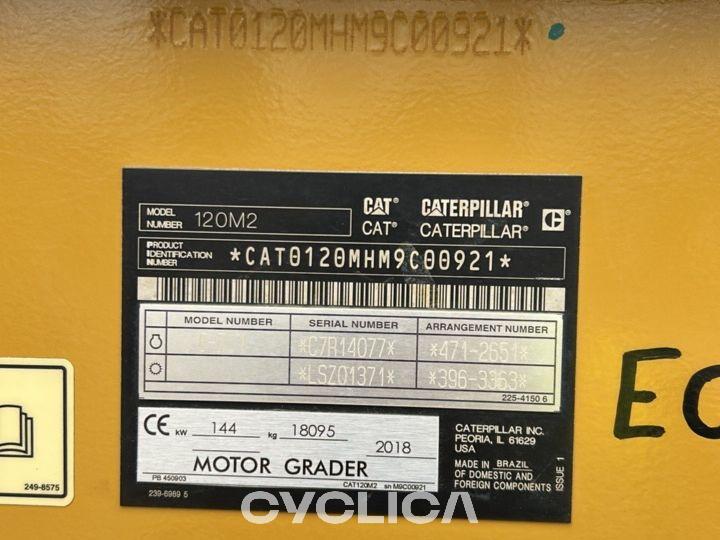 *CAT0120MHM9C00921*
MODEL NUMBER 120M2
CAT CATERPILLAR C
CAT® CATERPILLAR®
PRODUCT IDENTIFICATION NUMBER *CAT0120MHM9C00921*
MODEL NUMBER SERIAL NUMBER ARRANGEMENT NUMBER
*C7R14077* *471-2651*
*LSZ01371* *396-3363*
225-4150 6
CE kW 144 kg 18095 2018
MOTOR GRADER
PB 450903 CAT120M2 sn M9C00921
239-6969 5
CATERPILLAR INC.
PEORIA, IL 61629
USA
MADE IN BRAZIL
OF DOMESTIC AND
FOREIGN COMPONENTS
ISSUE 1
249-8575
EC
CYCLICA